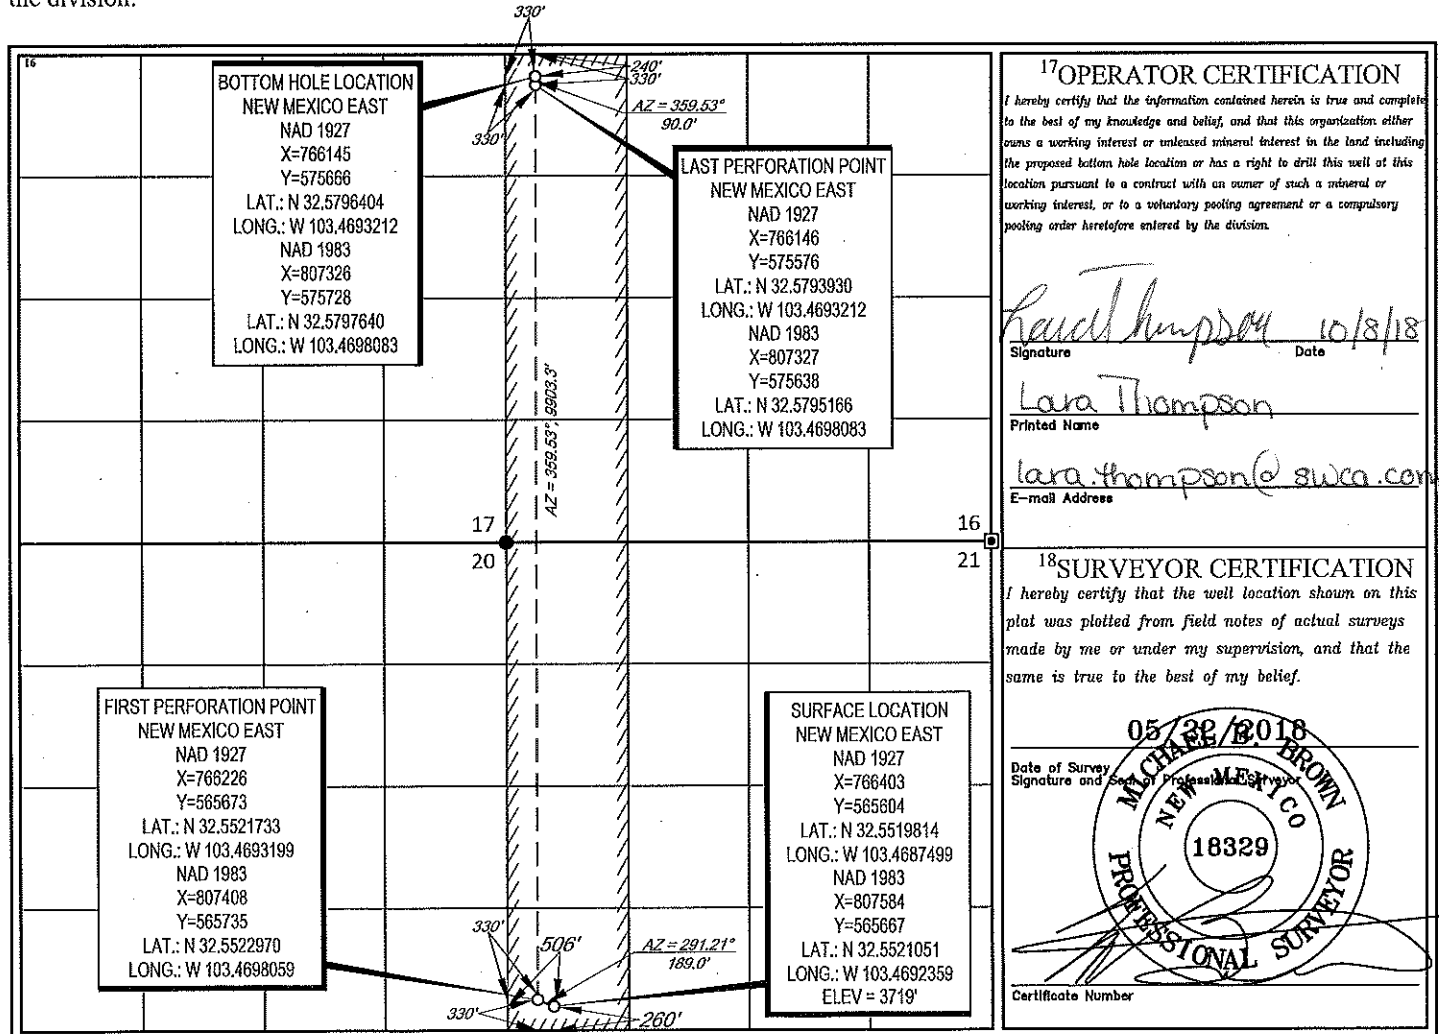 the division.
16
330'
240'
330'
AZ = 359.53°
90.0'
330'
BOTTOM HOLE LOCATION
NEW MEXICO EAST
NAD 1927
X=766145
Y=575666
LAT.: N 32.5796404
LONG.: W 103.4693212
NAD 1983
X=807326
Y=575728
LAT.: N 32.5797640
LONG.: W 103.4698083
LAST PERFORATION POINT
NEW MEXICO EAST
NAD 1927
X=766146
Y=575576
LAT.: N 32.5793930
LONG.: W 103.4693212
NAD 1983
X=807327
Y=575638
LAT.: N 32.5795166
LONG.: W 103.4698083
AZ = 359.53°, 9903.3'
17
16
20
21
FIRST PERFORATION POINT
NEW MEXICO EAST
NAD 1927
X=766226
Y=565673
LAT.: N 32.5521733
LONG.: W 103.4693199
NAD 1983
X=807408
Y=565735
LAT.: N 32.5522970
LONG.: W 103.4698059
SURFACE LOCATION
NEW MEXICO EAST
NAD 1927
X=766403
Y=565604
LAT.: N 32.5519814
LONG.: W 103.4687499
NAD 1983
X=807584
Y=565667
LAT.: N 32.5521051
LONG.: W 103.4692359
ELEV = 3719'
330'
506'
AZ = 291.21°
189.0'
330'
260'
17 OPERATOR CERTIFICATION
I hereby certify that the information contained herein is true and complete
to the best of my knowledge and belief, and that this organization either
owns a working interest or unleased mineral interest in the land including
the proposed bottom hole location or has a right to drill this well at this
location pursuant to a contract with an owner of such a mineral or
working interest, or to a voluntary pooling agreement or a compulsory
pooling order heretofore entered by the division.
Lara Thompson 10/8/18
Signature Date
Lara Thompson
Printed Name
lara.thompson@swca.com
E-mail Address
18 SURVEYOR CERTIFICATION
I hereby certify that the well location shown on this
plat was plotted from field notes of actual surveys
made by me or under my supervision, and that the
same is true to the best of my belief.
05/22/2018
Date of Survey
Signature and Seal of Professional Surveyor
MICHAEL B. BROWN
NEW MEXICO
18329
PROFESSIONAL SURVEYOR
Certificate Number